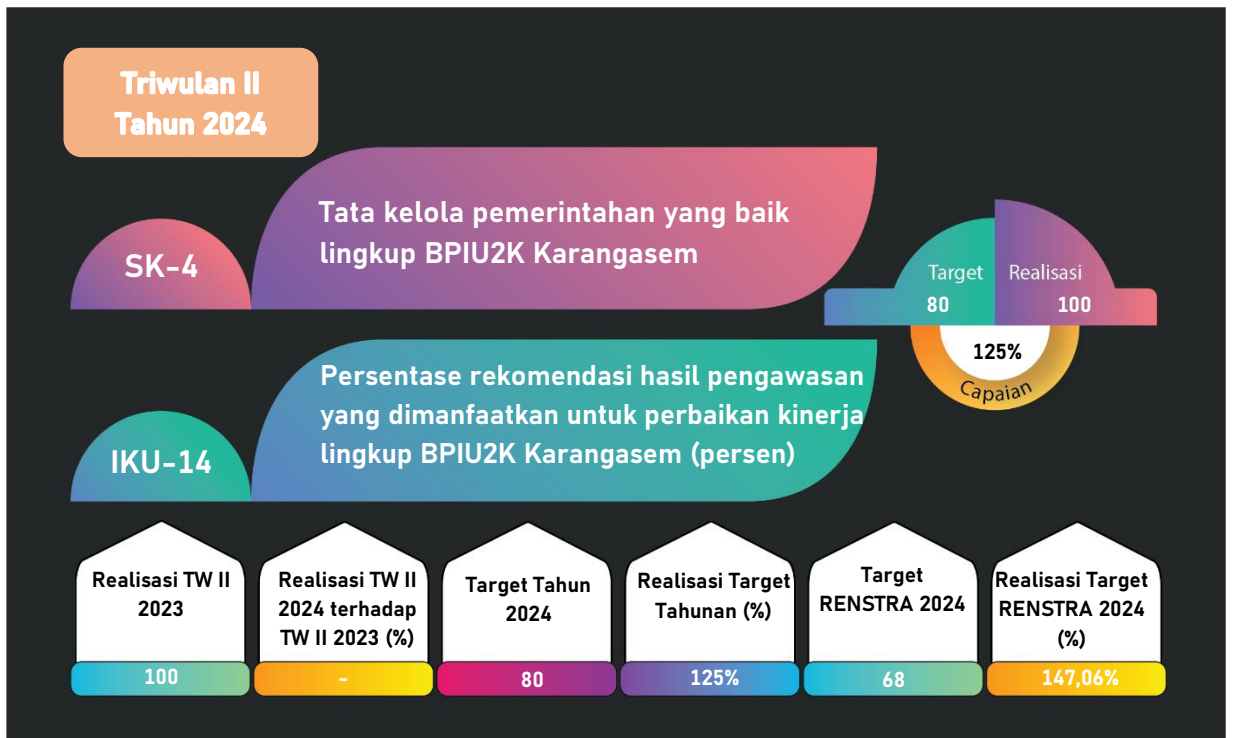 Triwulan II
Tahun 2024
SK-4
Tata kelola pemerintahan yang baik
lingkup BPIU2K Karangasem
Target
Realisasi
80
100
125%
Capaian
IKU-14
Persentase rekomendasi hasil pengawasan
yang dimanfaatkan untuk perbaikan kinerja
lingkup BPIU2K Karangasem (persen)
Realisasi TW II
2023
100
Realisasi TW II
2024 terhadap
TW II 2023 (%)
-
Target Tahun
2024
80
Realisasi Target
Tahunan (%)
125%
Target
RENSTRA 2024
68
Realisasi Target
RENSTRA 2024
(%)
147,06%